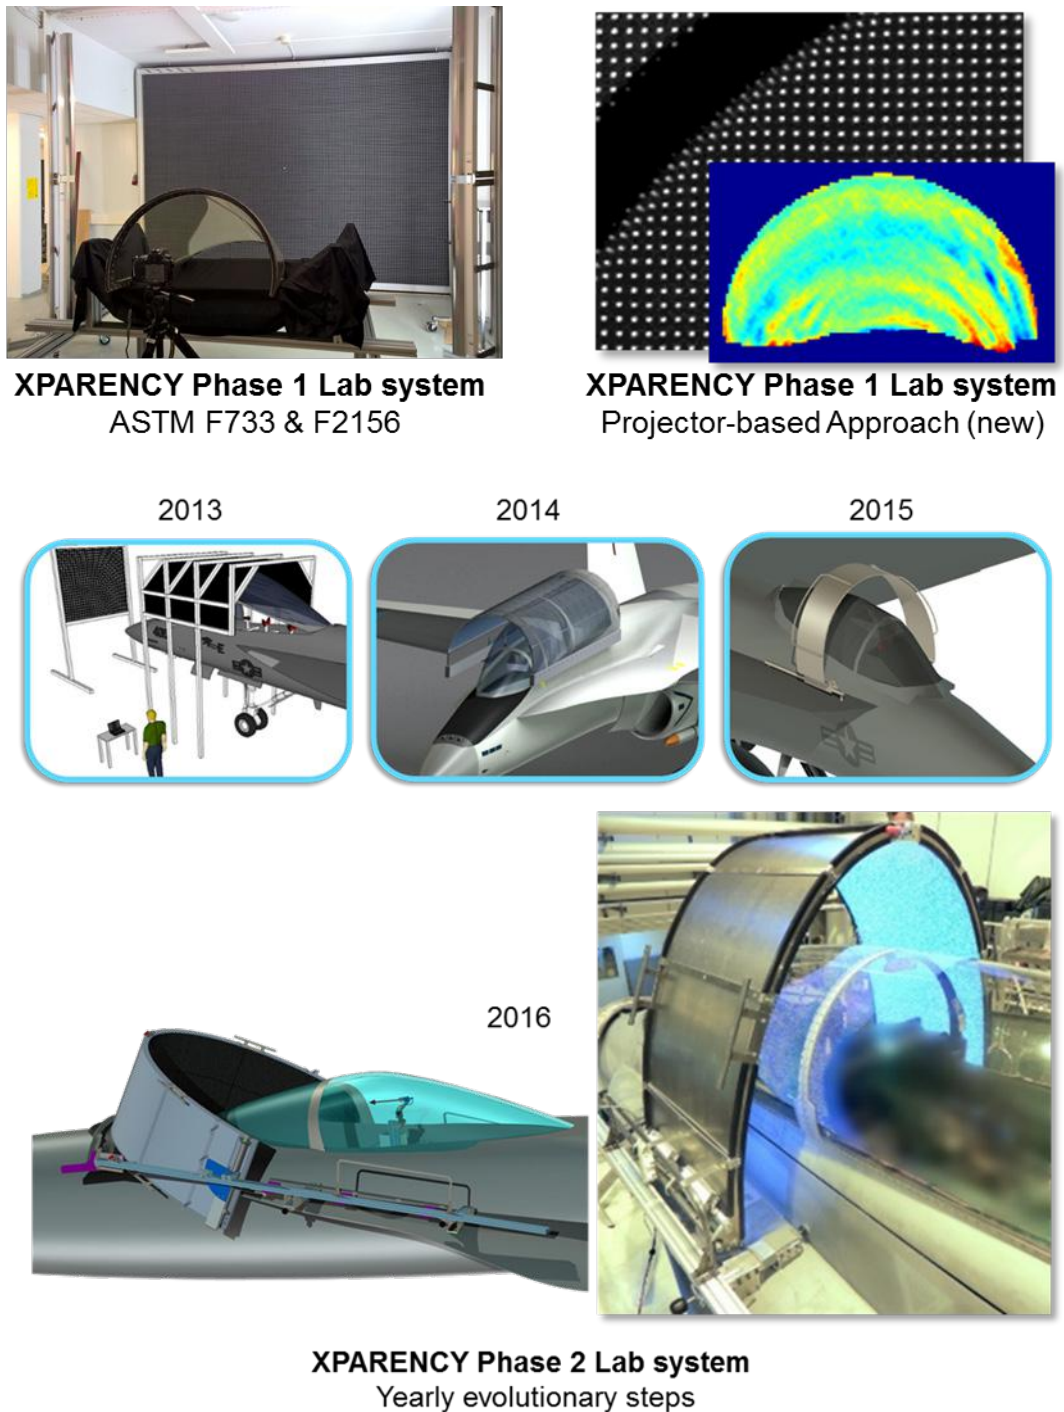 XPARENCY Phase 1 Lab system
ASTM F733 & F2156
XPARENCY Phase 1 Lab system
Projector-based Approach (new)
2013
2014
2015
2016
XPARENCY Phase 2 Lab system
Yearly evolutionary steps